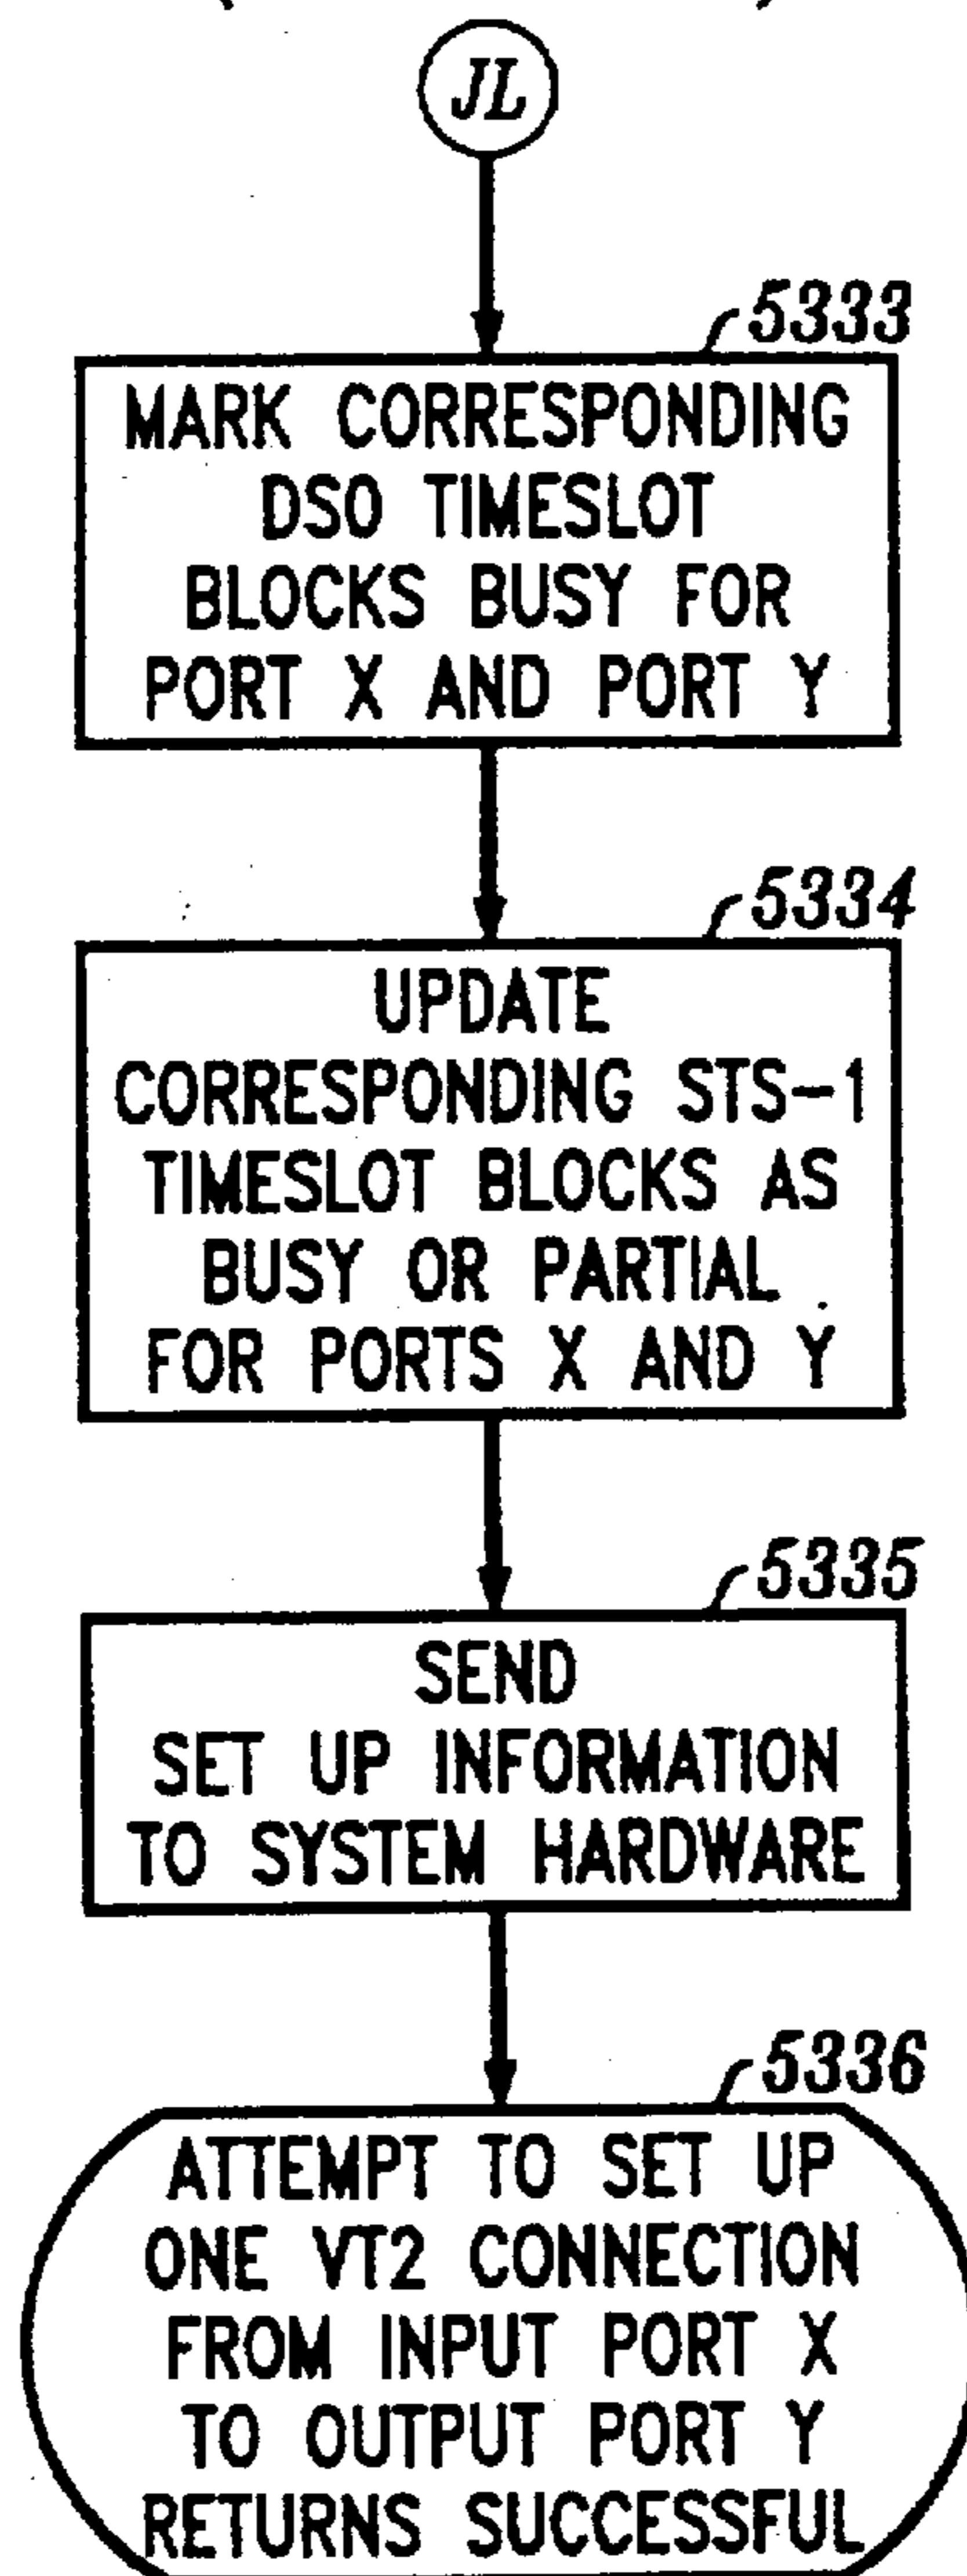 JL
5333
MARK CORRESPONDING
DS0 TIMESLOT
BLOCKS BUSY FOR
PORT X AND PORT Y
5334
UPDATE
CORRESPONDING STS-1
TIMESLOT BLOCKS AS
BUSY OR PARTIAL
FOR PORTS X AND Y
5335
SEND
SET UP INFORMATION
TO SYSTEM HARDWARE
5336
ATTEMPT TO SET UP
ONE VT2 CONNECTION
FROM INPUT PORT X
TO OUTPUT PORT Y
RETURNS SUCCESSFUL